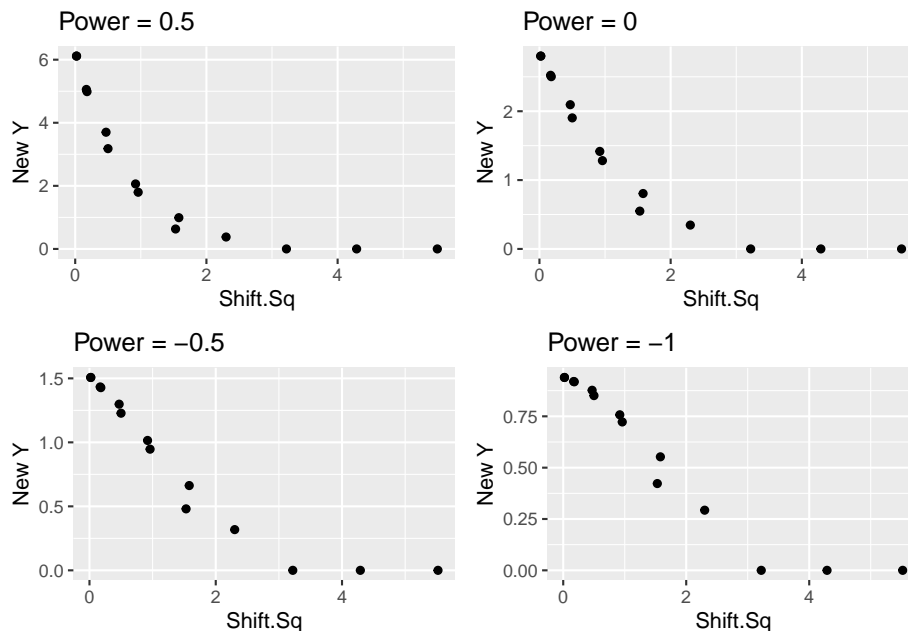 Power = 0.5
New Y
6
4
2
0
0
2
4
Shift.Sq
Power = 0
New Y
2
1
0
0
2
4
Shift.Sq
Power = −0.5
New Y
1.5
1.0
0.5
0.0
0
2
4
Shift.Sq
Power = −1
New Y
0.75
0.50
0.25
0.00
0
2
4
Shift.Sq